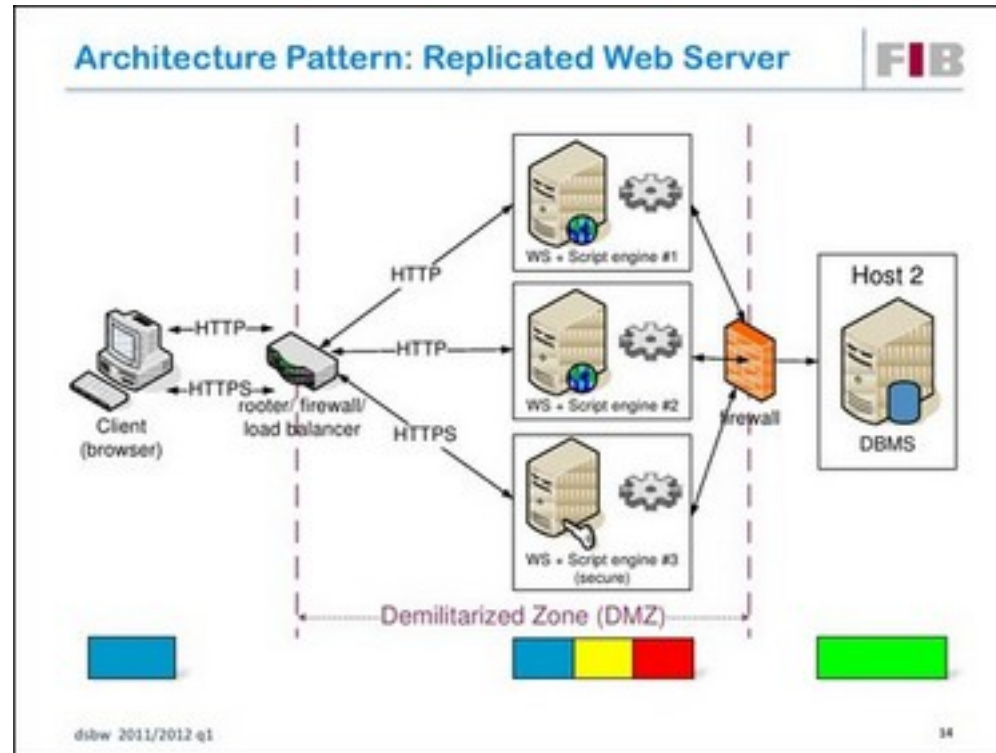 Architecture Pattern: Replicated Web Server
FIB
WS + Script engine #1
HTTP
Host 2
HTTP
HTTP
HTTPS
rooter/ firewall/
load balancer
Client
(browser)
WS + Script engine #2
firewall
DBMS
HTTPS
WS + Script engine #3
(secure)
Demilitarized Zone (DMZ)
dsbw 2011/2012 q1
14